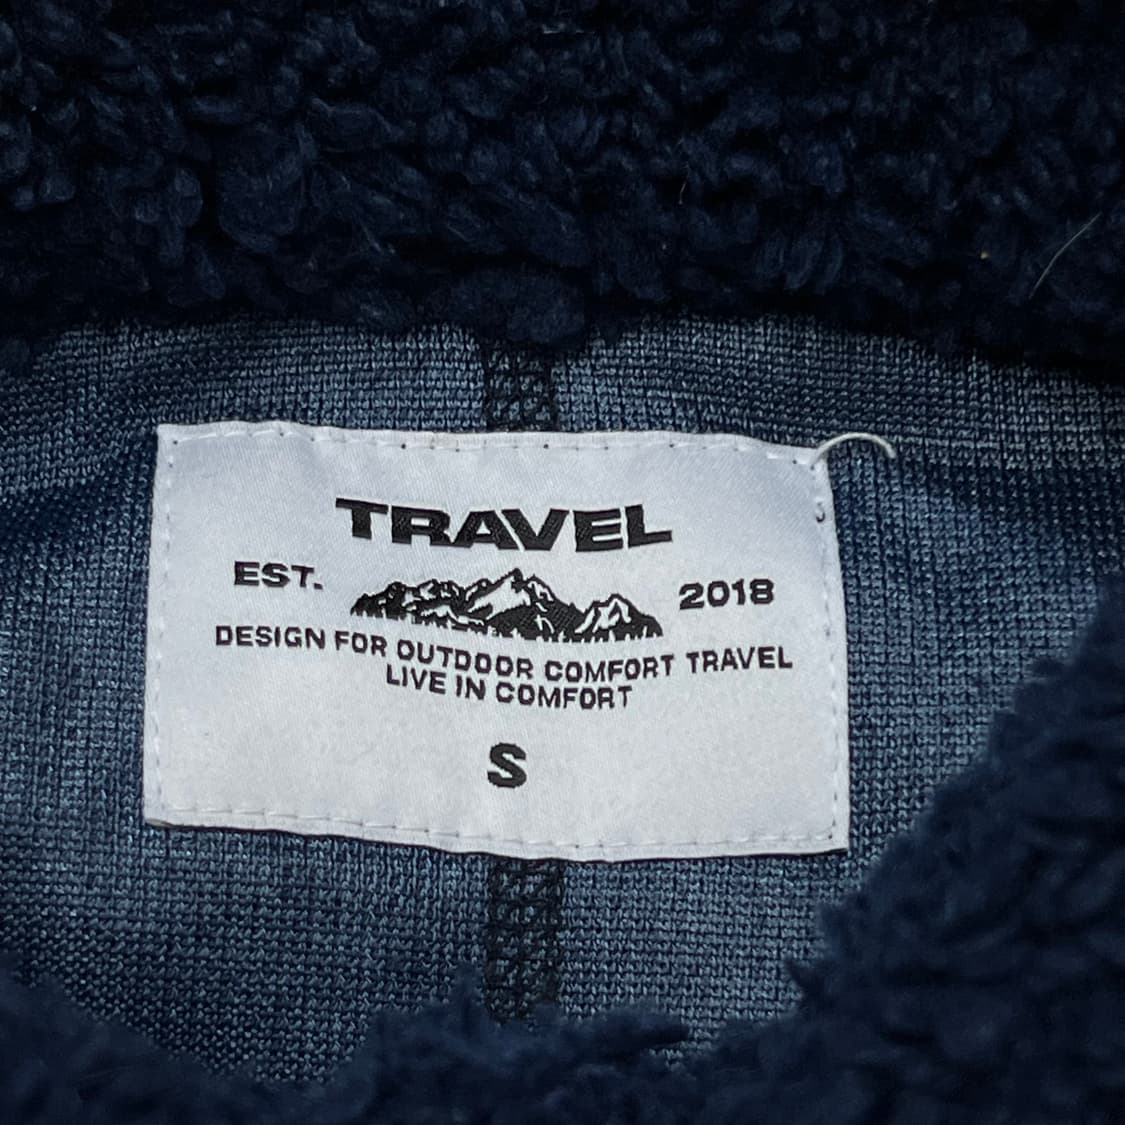 TRAVEL
EST. 2018
DESIGN FOR OUTDOOR COMFORT TRAVEL
LIVE IN COMFORT
S